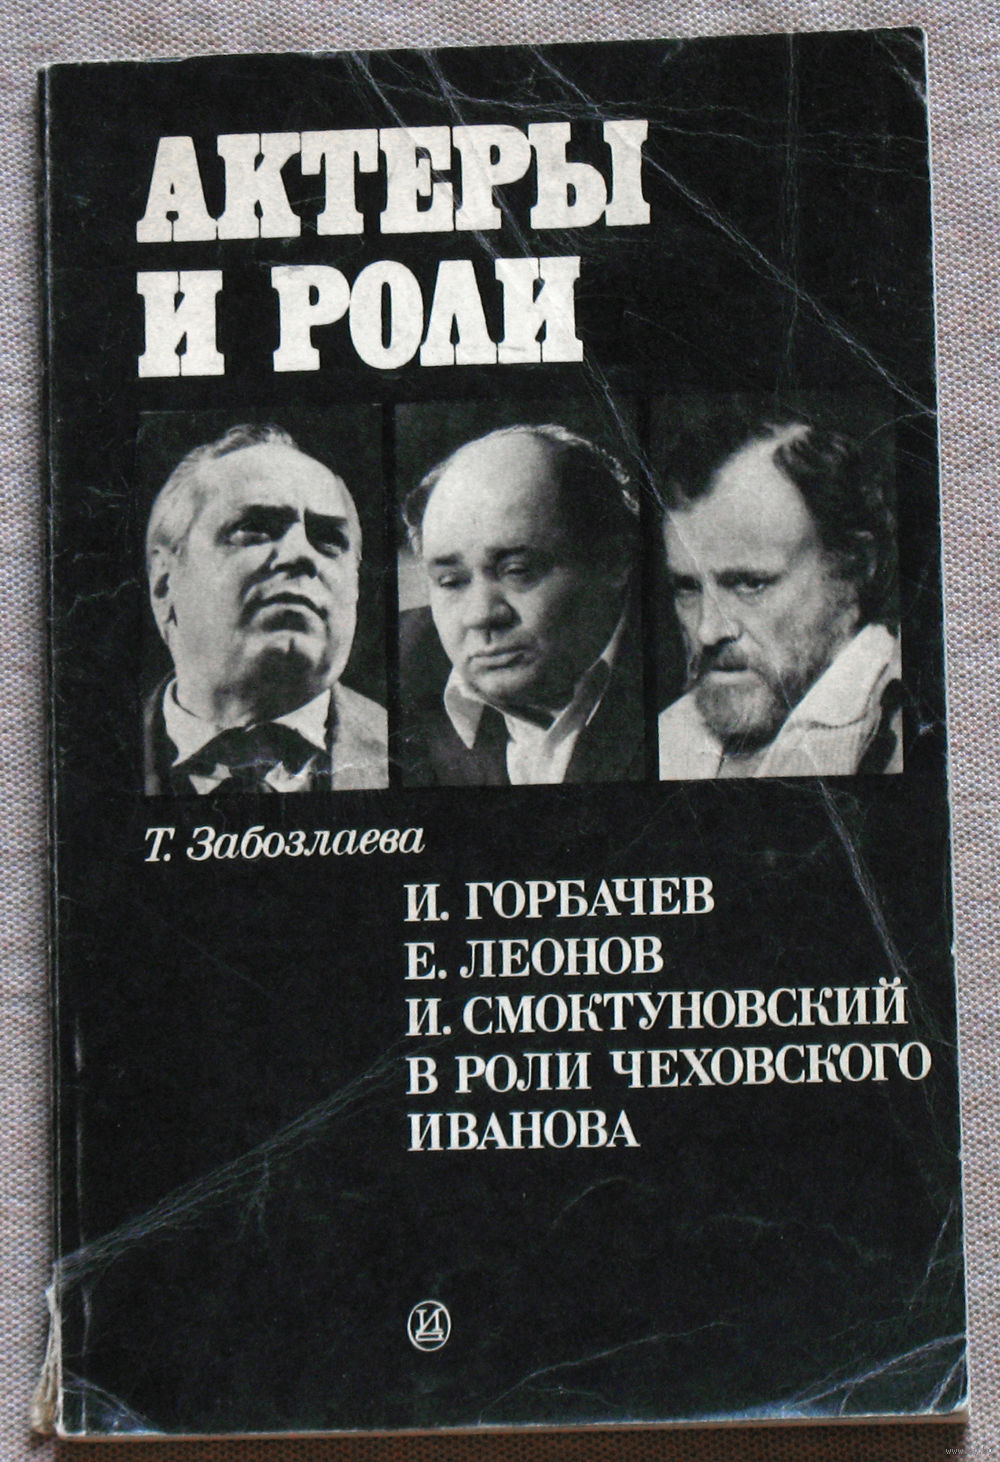 АКТЕРЫ
И РОЛИ
Т. Забозлаева
И. ГОРБАЧЕВ
Е. ЛЕОНОВ
И. СМОКТУНОВСКИЙ
В РОЛИ ЧЕХОВСКОГО
ИВАНОВА
И